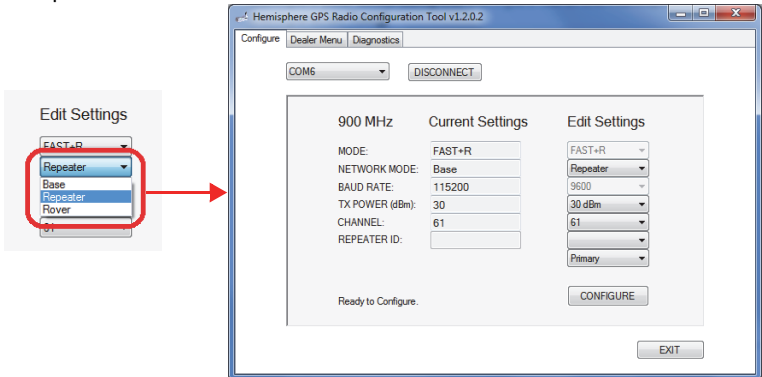 Edit Settings
FAST+R
Repeater
Base
Repeater
Rover
61
Hemisphere GPS Radio Configuration Tool v1.2.0.2
Configure Dealer Menu Diagnostics
COM6 DISCONNECT
900 MHz Current Settings Edit Settings
MODE: FAST+R FAST+R
NETWORK MODE: Base Repeater
BAUD RATE: 115200 9600
TX POWER (dBm): 30 30 dBm
CHANNEL: 61 61
REPEATER ID:
Primary
Ready to Configure. CONFIGURE
EXIT